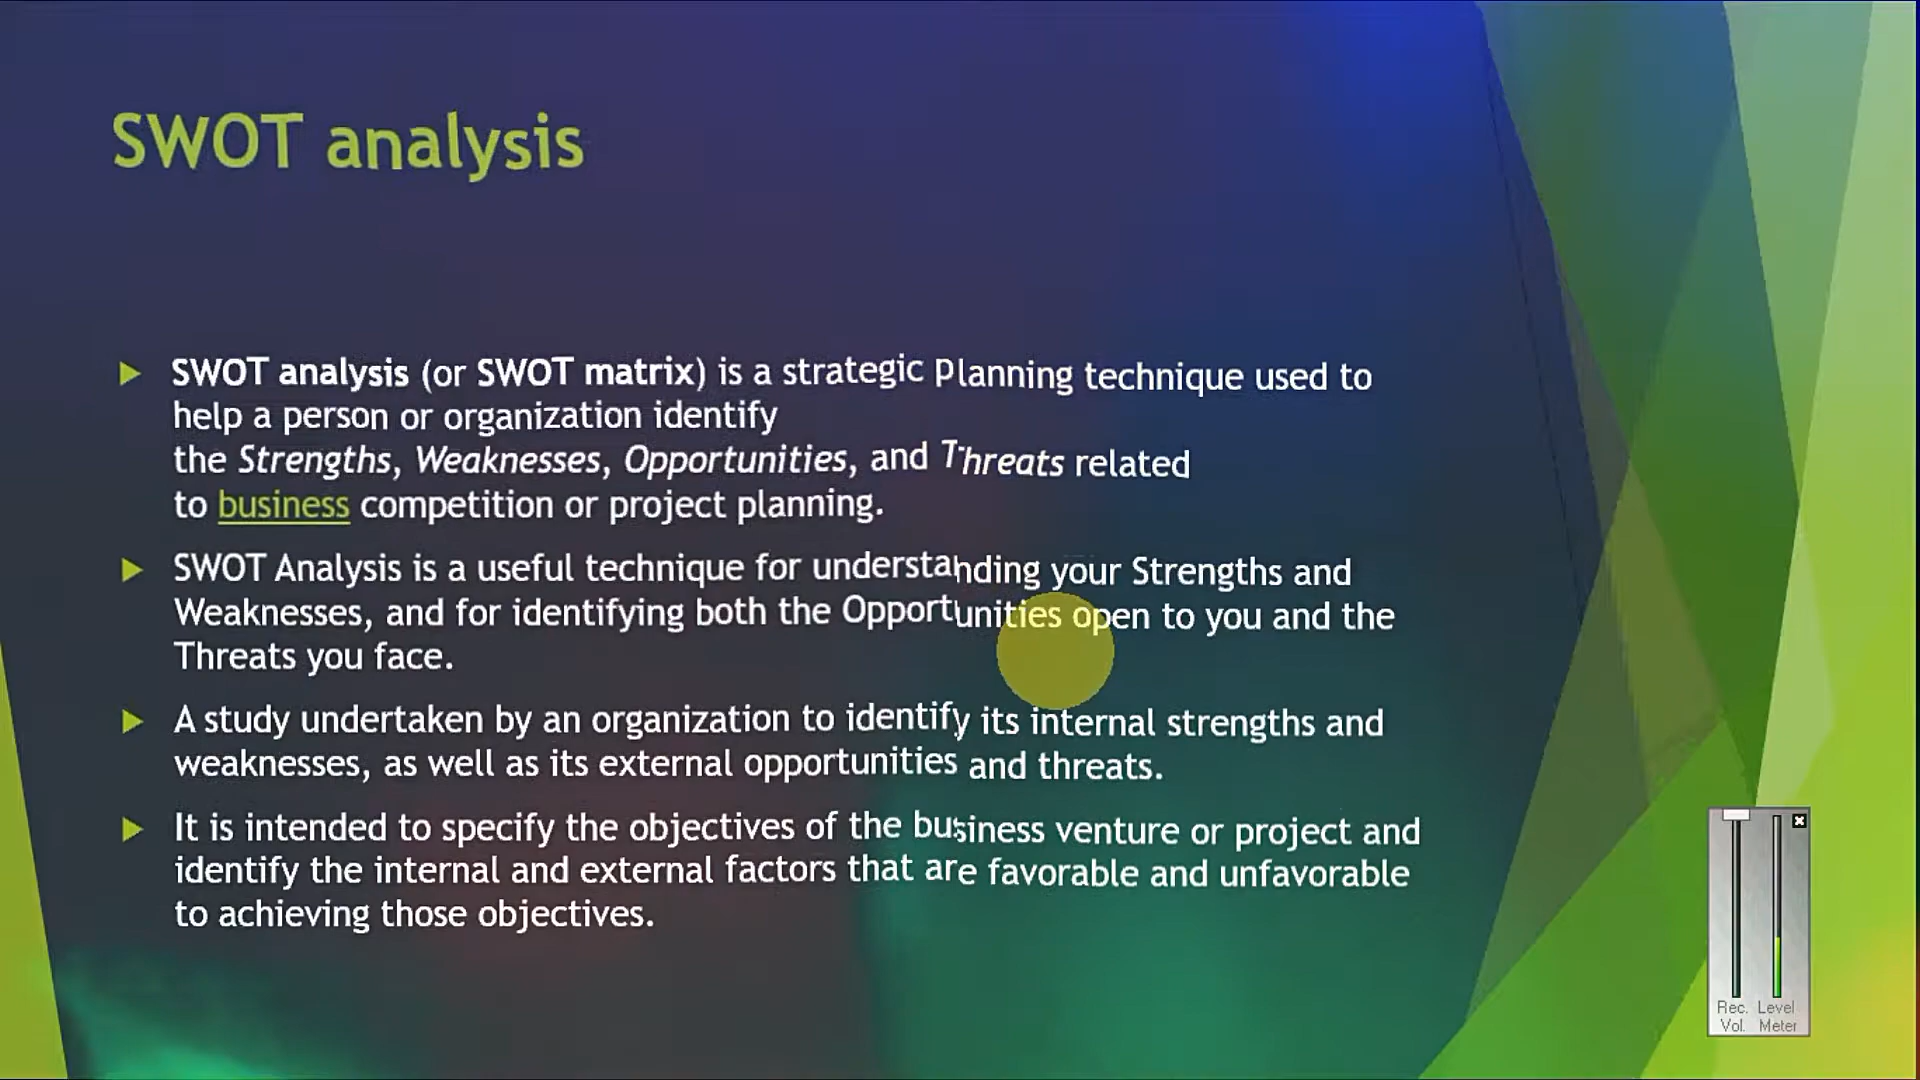 SWOT analysis
SWOT analysis (or SWOT matrix) is a strategic planning technique used to
help a person or organization identify
the Strengths, Weaknesses, Opportunities, and Threats related
to business competition or project planning.
SWOT Analysis is a useful technique for understanding your Strengths and
Weaknesses, and for identifying both the Opportunities open to you and the
Threats you face.
A study undertaken by an organization to identify its internal strengths and
weaknesses, as well as its external opportunities and threats.
It is intended to specify the objectives of the business venture or project and
identify the internal and external factors that are favorable and unfavorable
to achieving those objectives.
Rec. Level
Vol. Meter